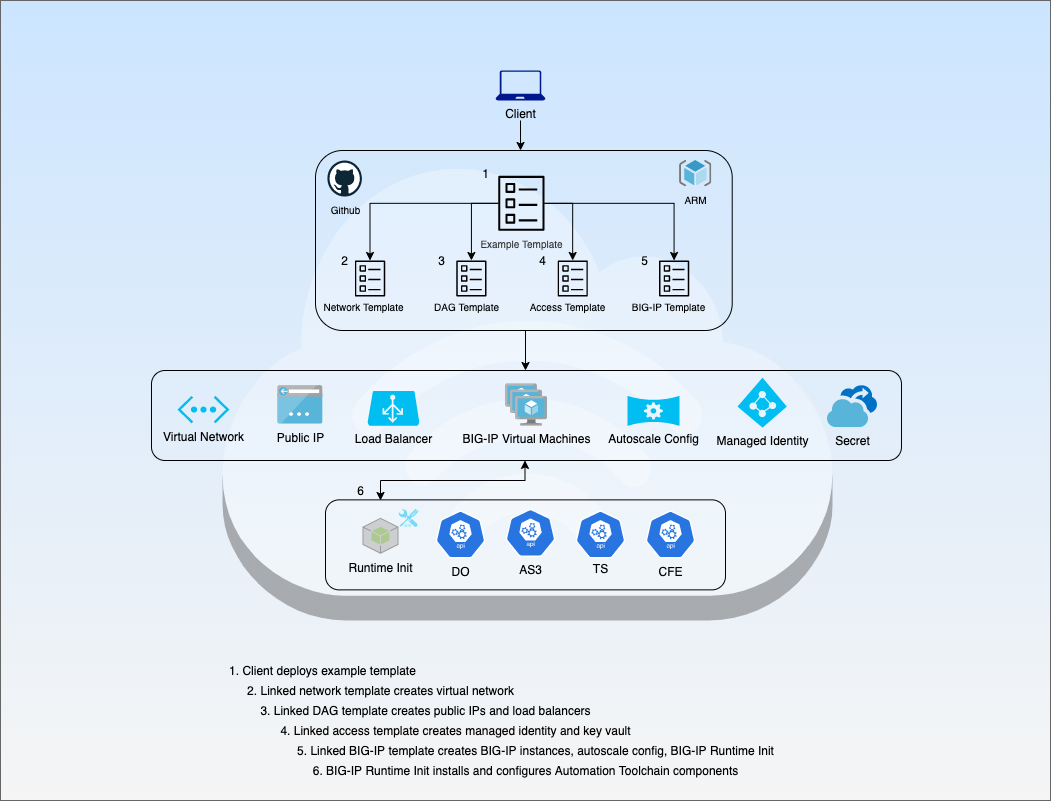 Client
1
Github
ARM
Example Template
2
3
4
5
Network Template
DAG Template
Access Template
BIG-IP Template
Virtual Network
Public IP
Load Balancer
BIG-IP Virtual Machines
Autoscale Config
Managed Identity
Secret
6
api
api
api
api
Runtime Init
DO
AS3
TS
CFE
1. Client deploys example template
2. Linked network template creates virtual network
3. Linked DAG template creates public IPs and load balancers
4. Linked access template creates managed identity and key vault
5. Linked BIG-IP template creates BIG-IP instances, autoscale config, BIG-IP Runtime Init
6. BIG-IP Runtime Init installs and configures Automation Toolchain components